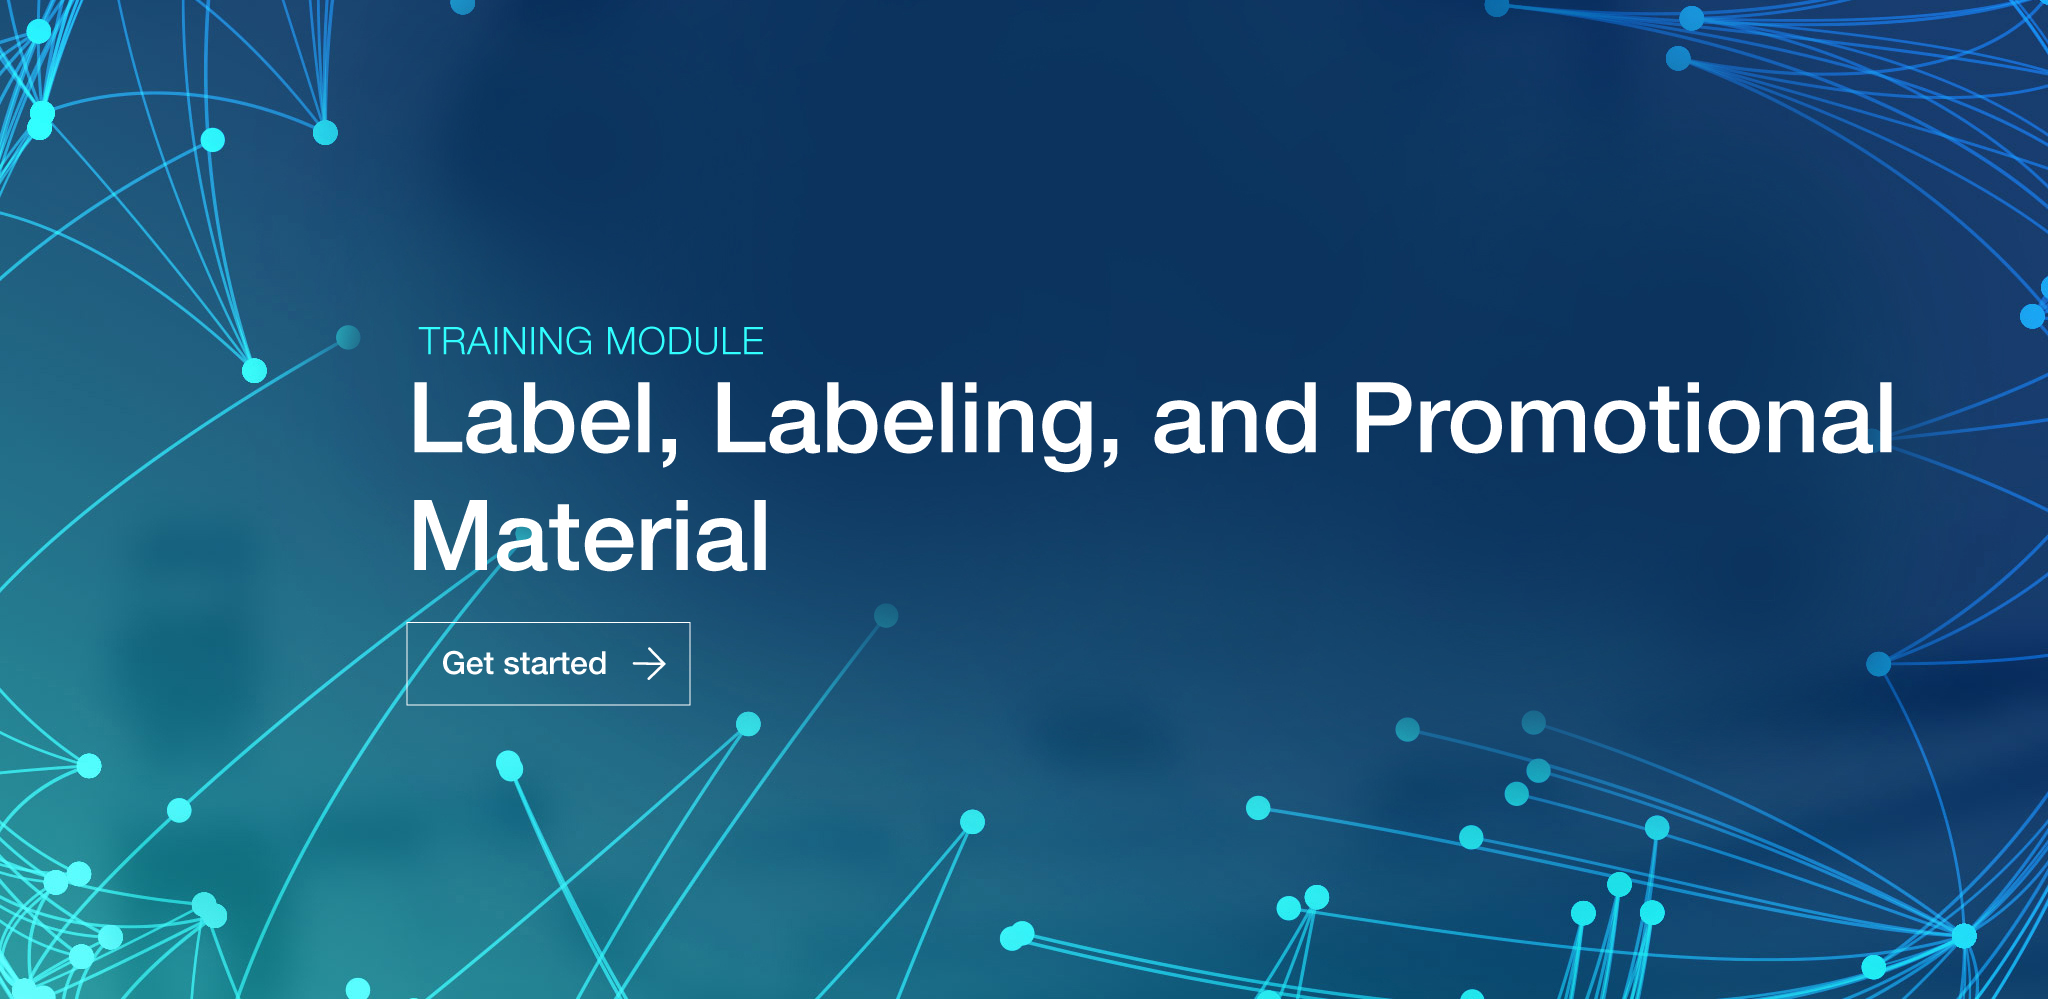 TRAINING MODULE
Label, Labeling, and Promotional
Material
Get started